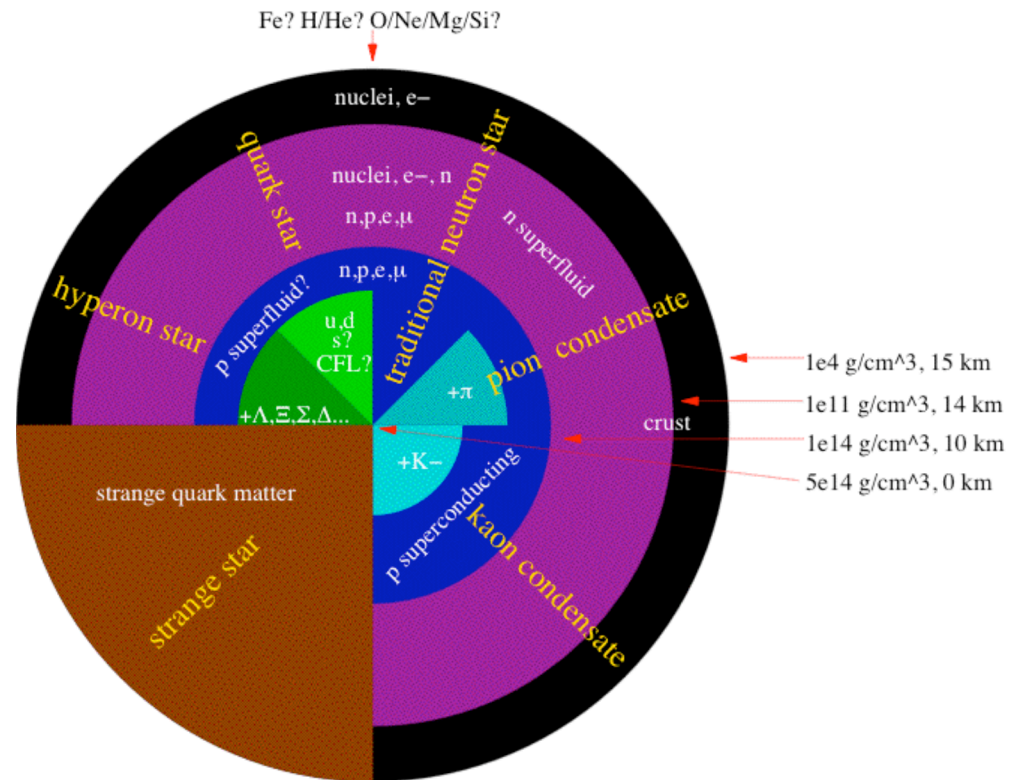 Fe? H/He? O/Ne/Mg/Si?
nuclei, e−
quark star
traditional neutron star
nuclei, e−, n
n,p,e,μ
n superfluid
n,p,e,μ
hyperon star
p superfluid?
pion condensate
u,d
s?
CFL?
+π
+Λ,Ξ,Σ,Δ...
crust
1e4 g/cm^3, 15 km
1e11 g/cm^3, 14 km
1e14 g/cm^3, 10 km
5e14 g/cm^3, 0 km
+K−
strange quark matter
p superconducting
kaon condensate
strange star